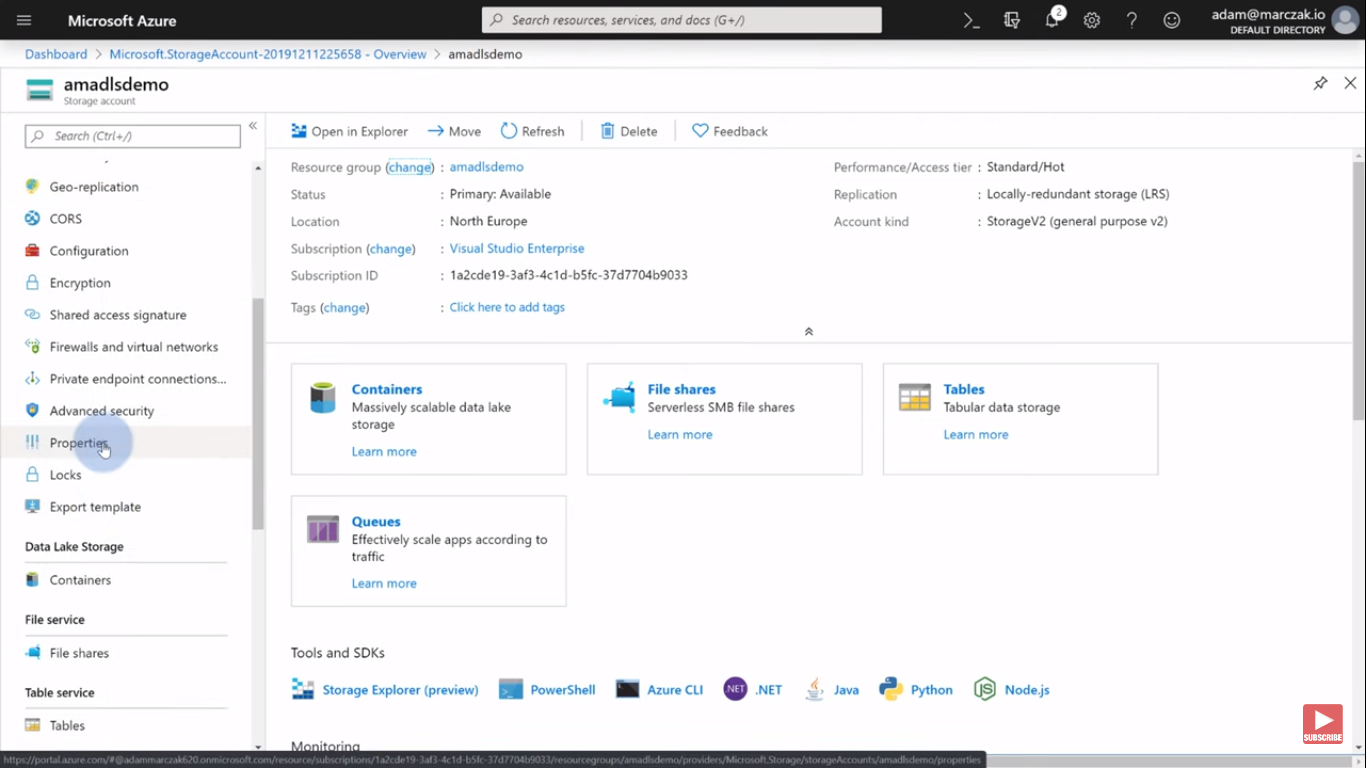 Microsoft Azure
Search resources, services, and docs (G+/)
2
adam@marczak.io
DEFAULT DIRECTORY
Dashboard > Microsoft.StorageAccount-20191211225658 - Overview > amadlsdemo
amadlsdemo
Storage account
Search (Ctrl+/)
Geo-replication
CORS
Configuration
Encryption
Shared access signature
Firewalls and virtual networks
Private endpoint connections...
Advanced security
Properties
Locks
Export template
Data Lake Storage
Containers
File service
File shares
Table service
Tables
Open in Explorer
Move
Refresh
Delete
Feedback
Resource group (change) : amadlsdemo
Status : Primary: Available
Location : North Europe
Subscription (change) : Visual Studio Enterprise
Subscription ID : 1a2cde19-3af3-4c1d-b5fc-37d7704b9033
Tags (change) : Click here to add tags
Performance/Access tier : Standard/Hot
Replication : Locally-redundant storage (LRS)
Account kind : StorageV2 (general purpose v2)
Containers
Massively scalable data lake
storage
Learn more
File shares
Serverless SMB file shares
Learn more
Tables
Tabular data storage
Learn more
Queues
Effectively scale apps according to
traffic
Learn more
Tools and SDKs
Storage Explorer (preview)
PowerShell
Azure CLI
NET .NET
Java
Python
Node.js
Monitoring
SUBSCRIBE
https://portal.azure.com/#@adammarczak620.onmicrosoft.com/resource/subscriptions/1a2cde19-3af3-4c1d-b5fc-37d7704b9033/resourcegroups/amadlsdemo/providers/Microsoft.Storage/storageAccounts/amadlsdemo/properties